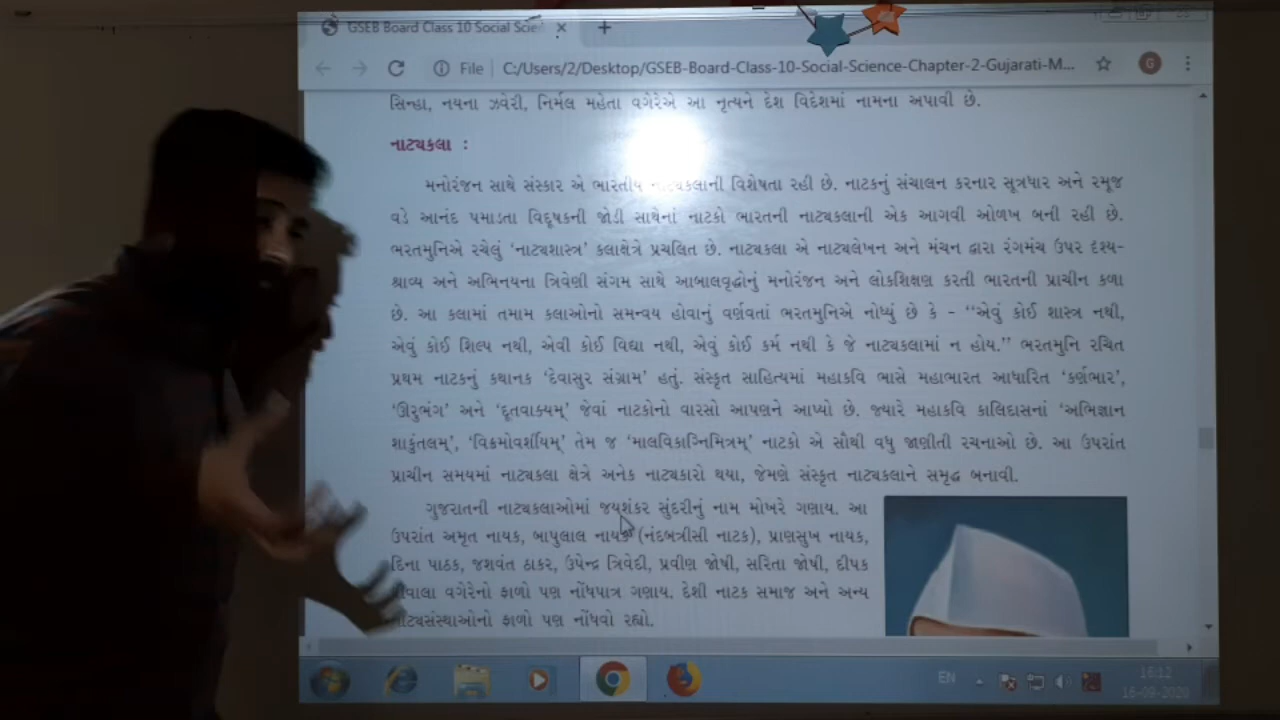 GSEB Board Class 10 Social Scie
File C:/Users/2/Desktop/GSEB-Board-Class-10-Social-Science-Chapter-2-Gujarati-M...
G
સિન્હા, નયના ઝવેરી, નિર્મલ મહેતા વગેરેએ આ નૃત્યને દેશ વિદેશમાં નામના અપાવી છે.
નાટ્યકલા :
મનોરંજન સાથે સંસ્કાર એ ભારતીય નાટ્યકલાની વિશેષતા રહી છે. નાટકનું સંચાલન કરનાર સુત્રધાર અને રમૂજ
વડે આનંદ પમાડતા વિદૂષકની જોડી સાથેનાં નાટકો ભારતની નાટ્યકલાની એક આગવી ઓળખ બની રહી છે.
ભરતમુનિએ રચેલું ‘નાટ્યશાસ્ત્ર’ કલાક્ષેત્રે પ્રચલિત છે. નાટ્યકલા એ નાટ્યલેખન અને મંચન દ્વારા રંગમંચ ઉપર દૃશ્ય-
શ્રાવ્ય અને અભિનયના ત્રિવેણી સંગમ સાથે આબાલવૃદ્ધોનું મનોરંજન અને લોકશિક્ષણ કરતી ભારતની પ્રાચીન કળા
છે. આ કલામાં તમામ કલાઓનો સમન્વય હોવાનું વર્ણવતાં ભરતમુનિએ નોંધ્યું છે કે - ‘‘એવું કોઈ શાસ્ત્ર નથી,
એવું કોઈ શિલ્પ નથી, એવી કોઈ વિદ્યા નથી, એવું કોઈ કર્મ નથી કે જે નાટ્યકલામાં ન હોય.’’ ભરતમુનિ રચિત
પ્રથમ નાટકનું કથાનક ‘દેવાસુર સંગ્રામ’ હતું. સંસ્કૃત સાહિત્યમાં મહાકવિ ભાસે મહાભારત આધારિત ‘કર્ણભાર’,
‘ઊરુભંગ’ અને ‘દૂતવાક્યમ્’ જેવાં નાટકોનો વારસો આપણને આપ્યો છે. જ્યારે મહાકવિ કાલિદાસનાં ‘અભિજ્ઞાન
શાકુંતલમ્’, ‘વિક્રમોવર્શીયમ્’ તેમ જ ‘માલવિકાગ્નિમિત્રમ્’ નાટકો એ સૌથી વધુ જાણીતી રચનાઓ છે. આ ઉપરાંત
પ્રાચીન સમયમાં નાટ્યકલા ક્ષેત્રે અનેક નાટ્યકારો થયા, જેમણે સંસ્કૃત નાટ્યકલાને સમૃદ્ધ બનાવી.
ગુજરાતની નાટ્યકલાઓમાં જયશંકર સુંદરીનું નામ મોખરે ગણાય. આ
ઉપરાંત અમૃત નાયક, બાપુલાલ નાયક (નંદબત્રીસી નાટક), પ્રાણસુખ નાયક,
દિના પાઠક, જશવંત ઠાકર, ઉપેન્દ્ર ત્રિવેદી, પ્રવીણ જોષી, સરિતા જોષી, દીપક
ઘીવાલા વગેરેનો ફાળો પણ નોંધપાત્ર ગણાય. દેશી નાટક સમાજ અને અન્ય
નાટ્યસંસ્થાઓનો ફાળો પણ નોંધવો રહ્યો.
EN
16:12
16-09-2020